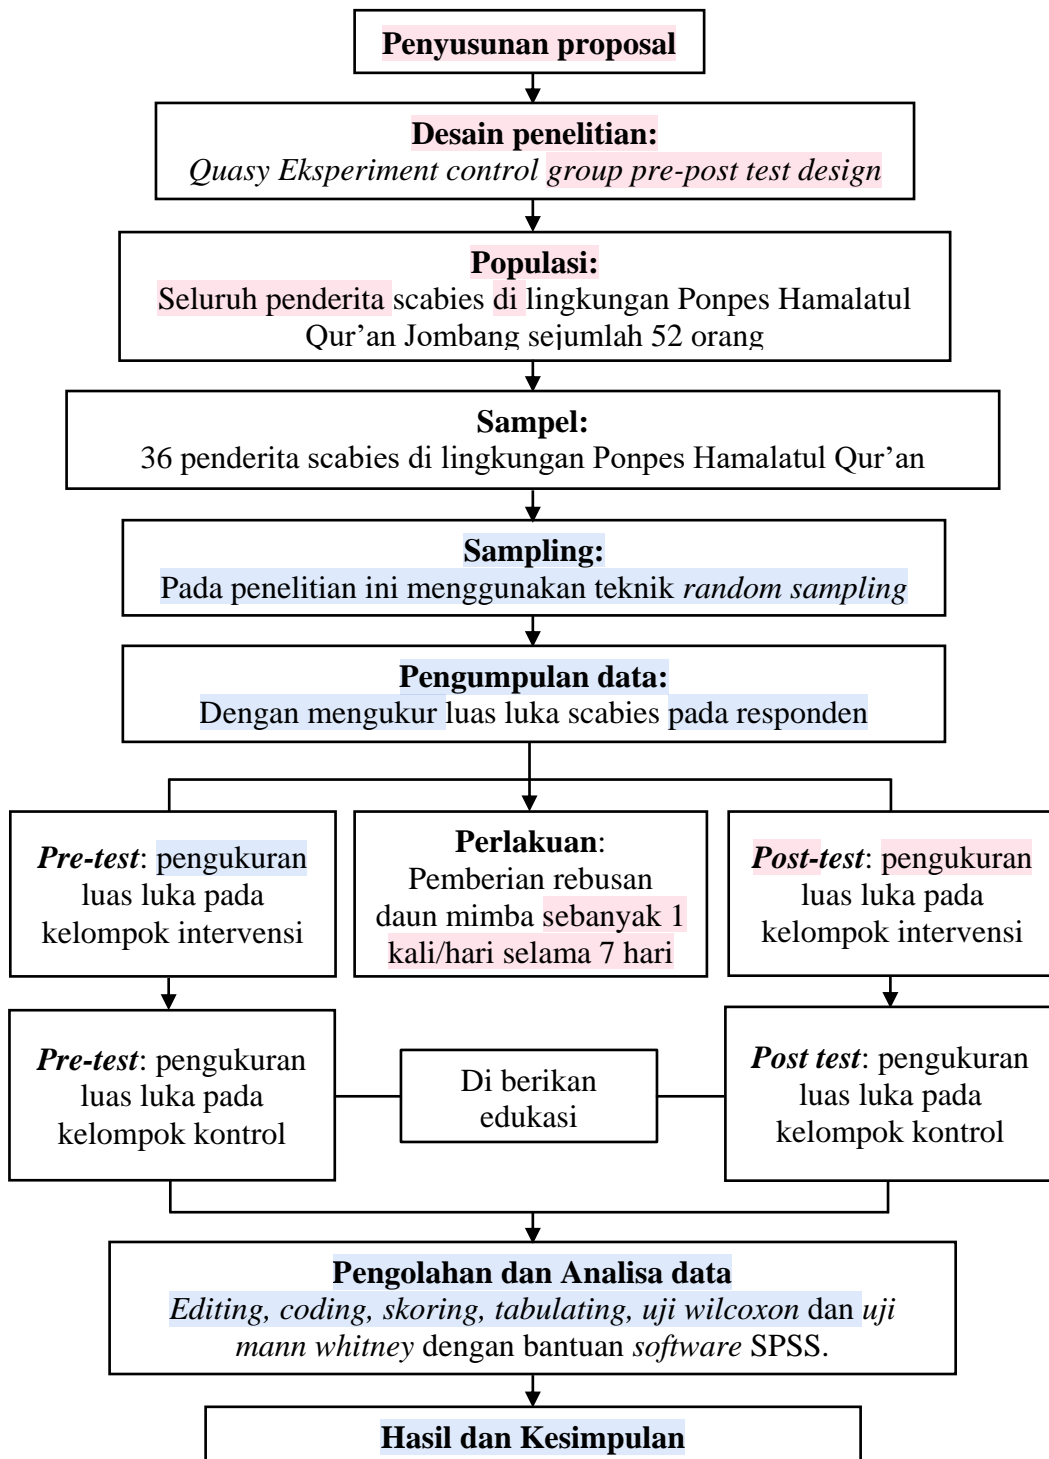 Penyusunan proposal
Desain penelitian:
Quasy Eksperiment control group pre-post test design
Populasi:
Seluruh penderita scabies di lingkungan Ponpes Hamalatul
Qur’an Jombang sejumlah 52 orang
Sampel:
36 penderita scabies di lingkungan Ponpes Hamalatul Qur’an
Sampling:
Pada penelitian ini menggunakan teknik random sampling
Pengumpulan data:
Dengan mengukur luas luka scabies pada responden
Pre-test: pengukuran
luas luka pada
kelompok intervensi
Perlakuan:
Pemberian rebusan
daun mimba sebanyak 1
kali/hari selama 7 hari
Post-test: pengukuran
luas luka pada
kelompok intervensi
Pre-test: pengukuran
luas luka pada
kelompok kontrol
Di berikan
edukasi
Post test: pengukuran
luas luka pada
kelompok kontrol
Pengolahan dan Analisa data
Editing, coding, skoring, tabulating, uji wilcoxon dan uji
mann whitney dengan bantuan software SPSS.
Hasil dan Kesimpulan